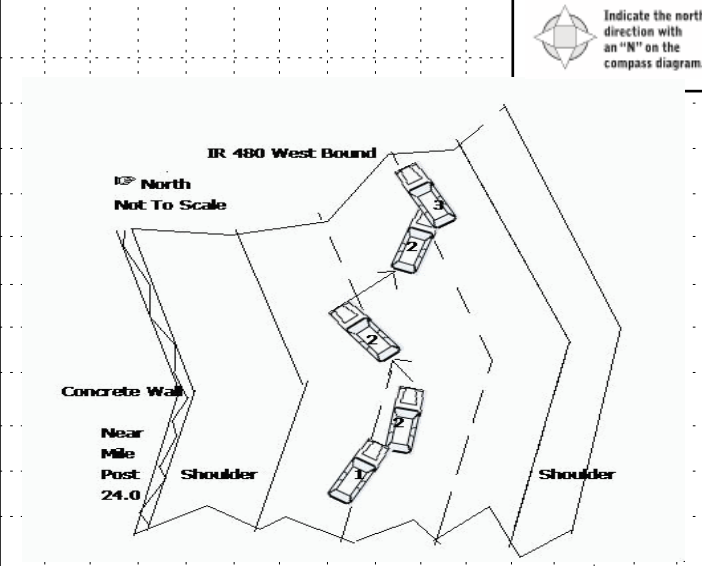 Indicate the north
direction with
an "N" on the
compass diagram.
IR 480 West Bound
North
Not To Scale
3
2
2
Concrete Wall
2
Near
Mile
Post
24.0
Shoulder
1
Shoulder